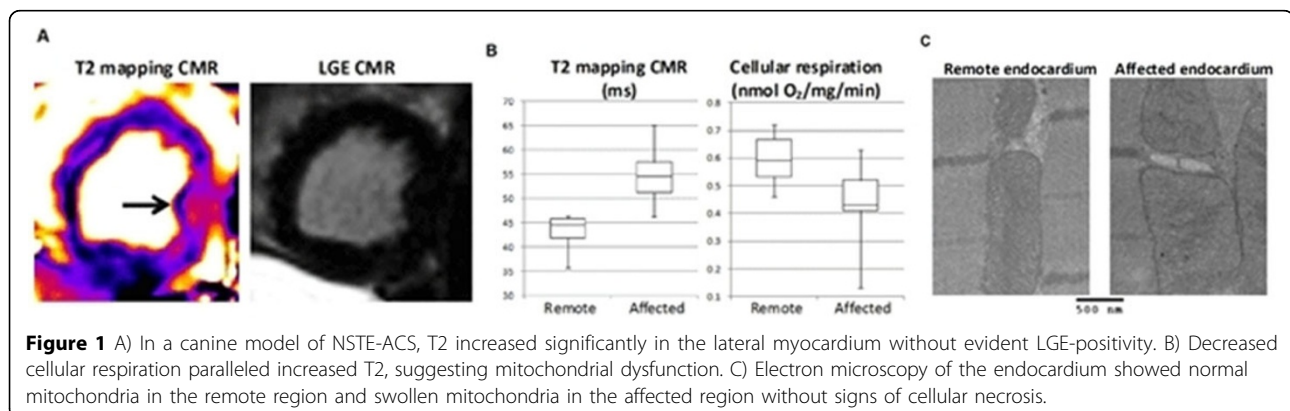 A
T2 mapping CMR
LGE CMR
B
T2 mapping CMR
(ms)
70
65
60
55
50
45
40
35
30
Remote
Affected
Cellular respiration
(nmol O₂/mg/min)
0.8
0.7
0.6
0.5
0.4
0.3
0.2
0.1
Remote
Affected
C
Remote endocardium
Affected endocardium
500 nm
Figure 1 A) In a canine model of NSTE-ACS, T2 increased significantly in the lateral myocardium without evident LGE-positivity. B) Decreased
cellular respiration paralleled increased T2, suggesting mitochondrial dysfunction. C) Electron microscopy of the endocardium showed normal
mitochondria in the remote region and swollen mitochondria in the affected region without signs of cellular necrosis.